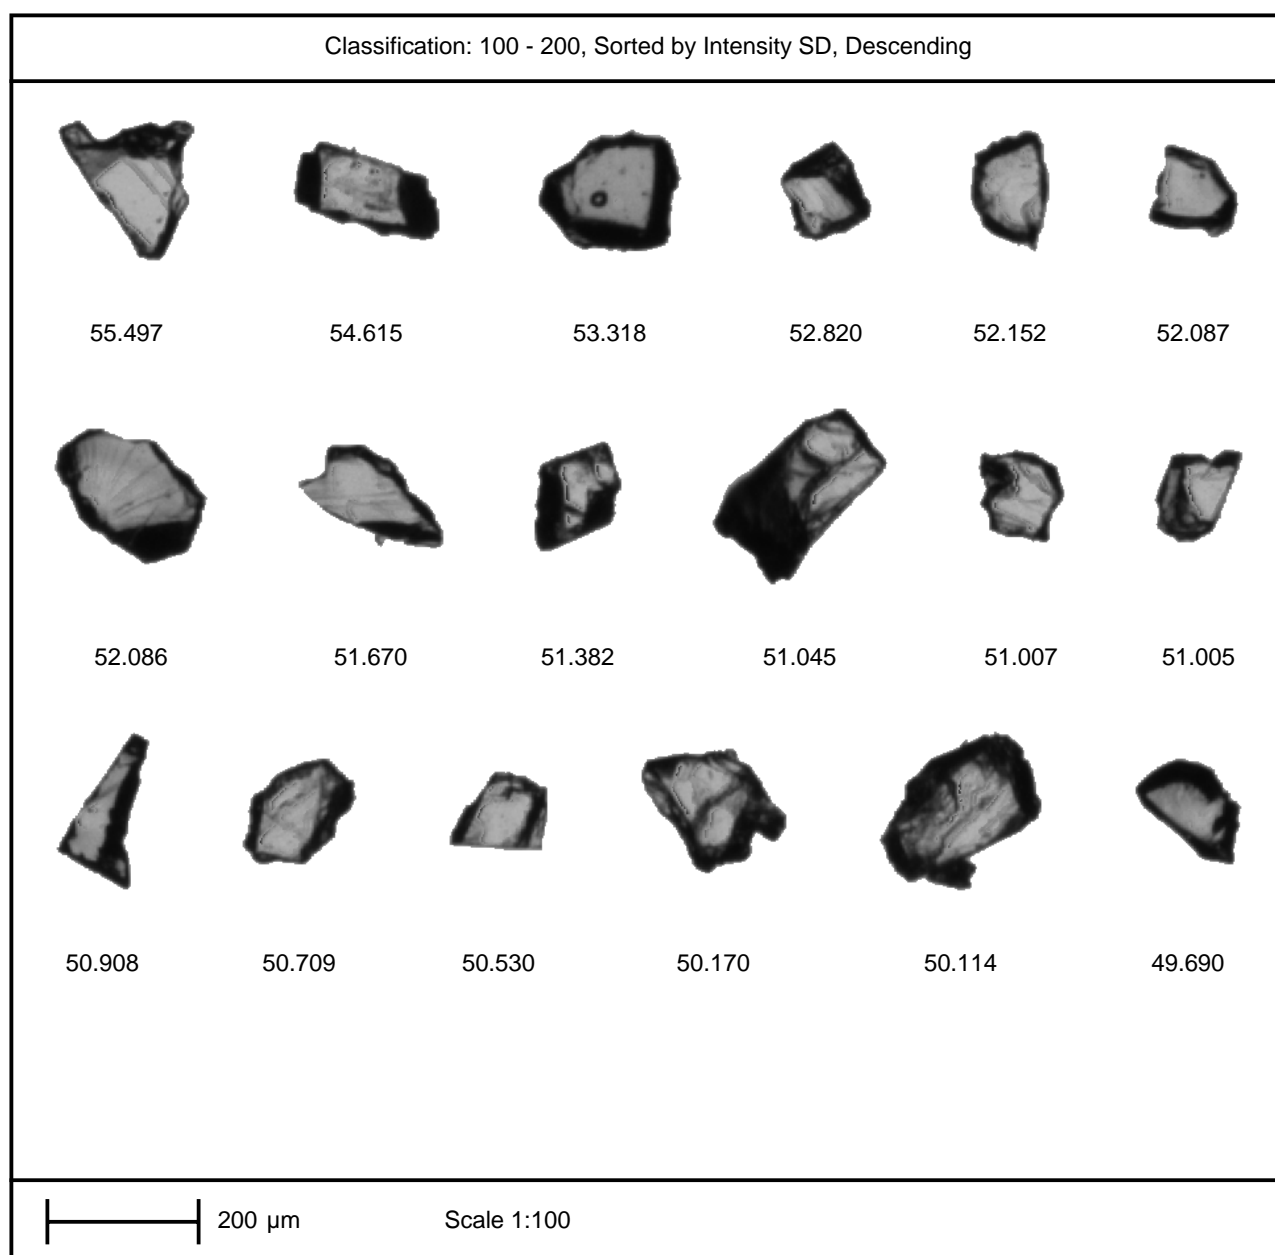 Classification: 100 - 200, Sorted by Intensity SD, Descending
55.497 54.615 53.318 52.820 52.152 52.087
52.086 51.670 51.382 51.045 51.007 51.005
50.908 50.709 50.530 50.170 50.114 49.690
200 µm Scale 1:100